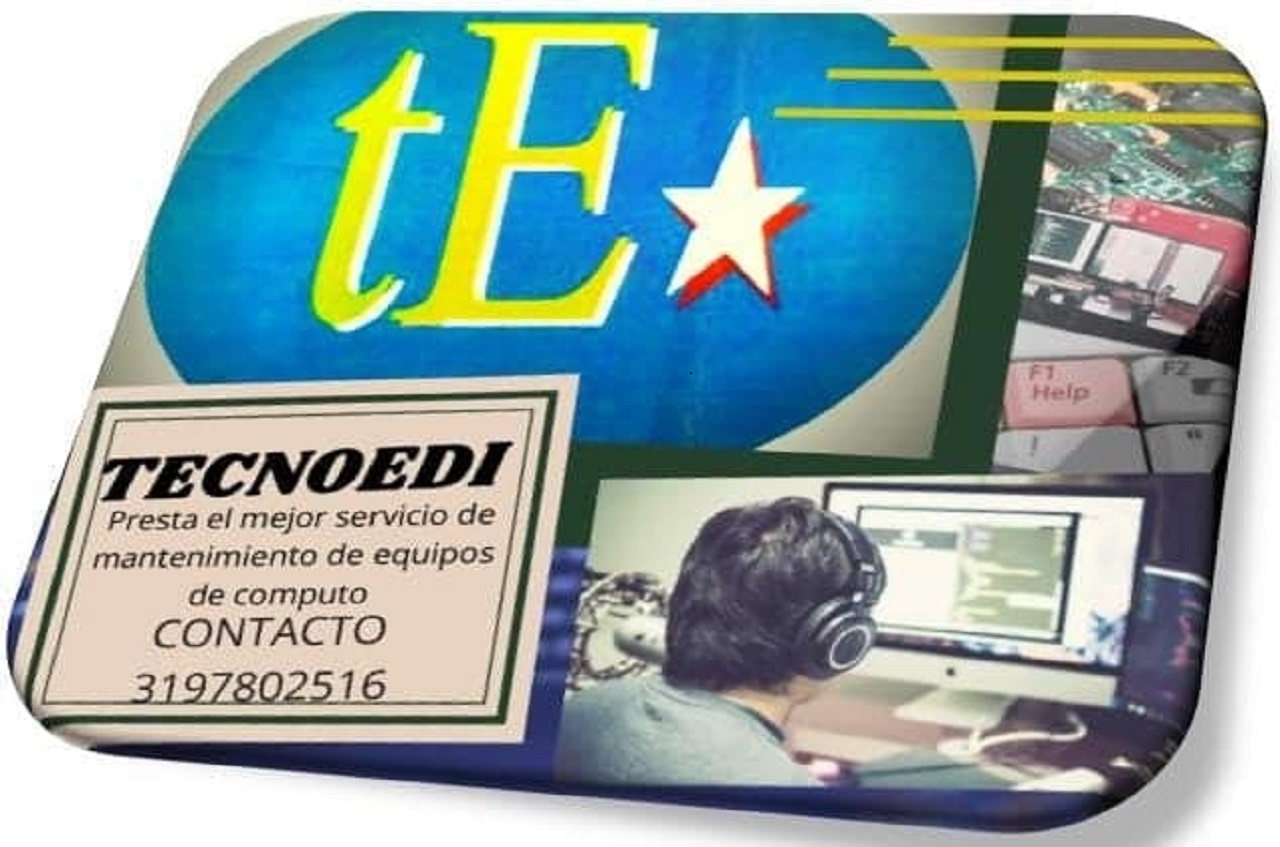 tE
F1
Help
F2
!
"
TECNOEDI
Presta el mejor servicio de
mantenimiento de equipos
de computo
CONTACTO
3197802516